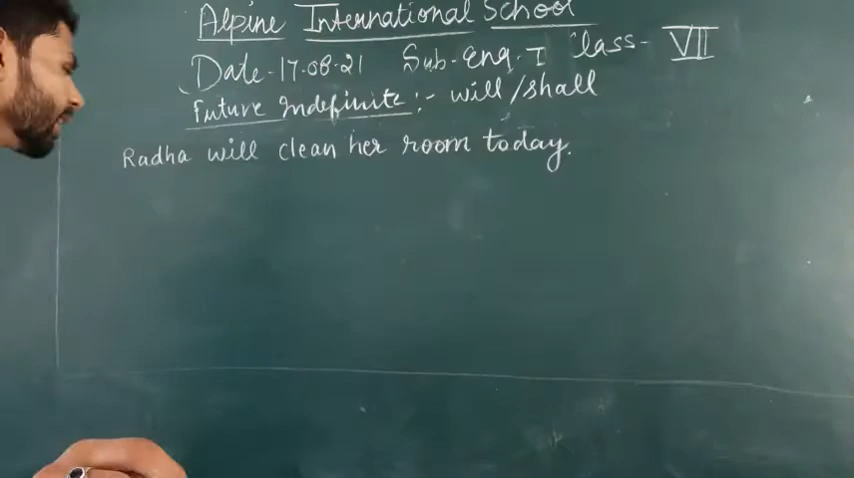 Alpine International School
Date-17.08.21 Sub-Eng.I Class- VII
Future Indefinite :- will/shall
Radha will clean her room today.